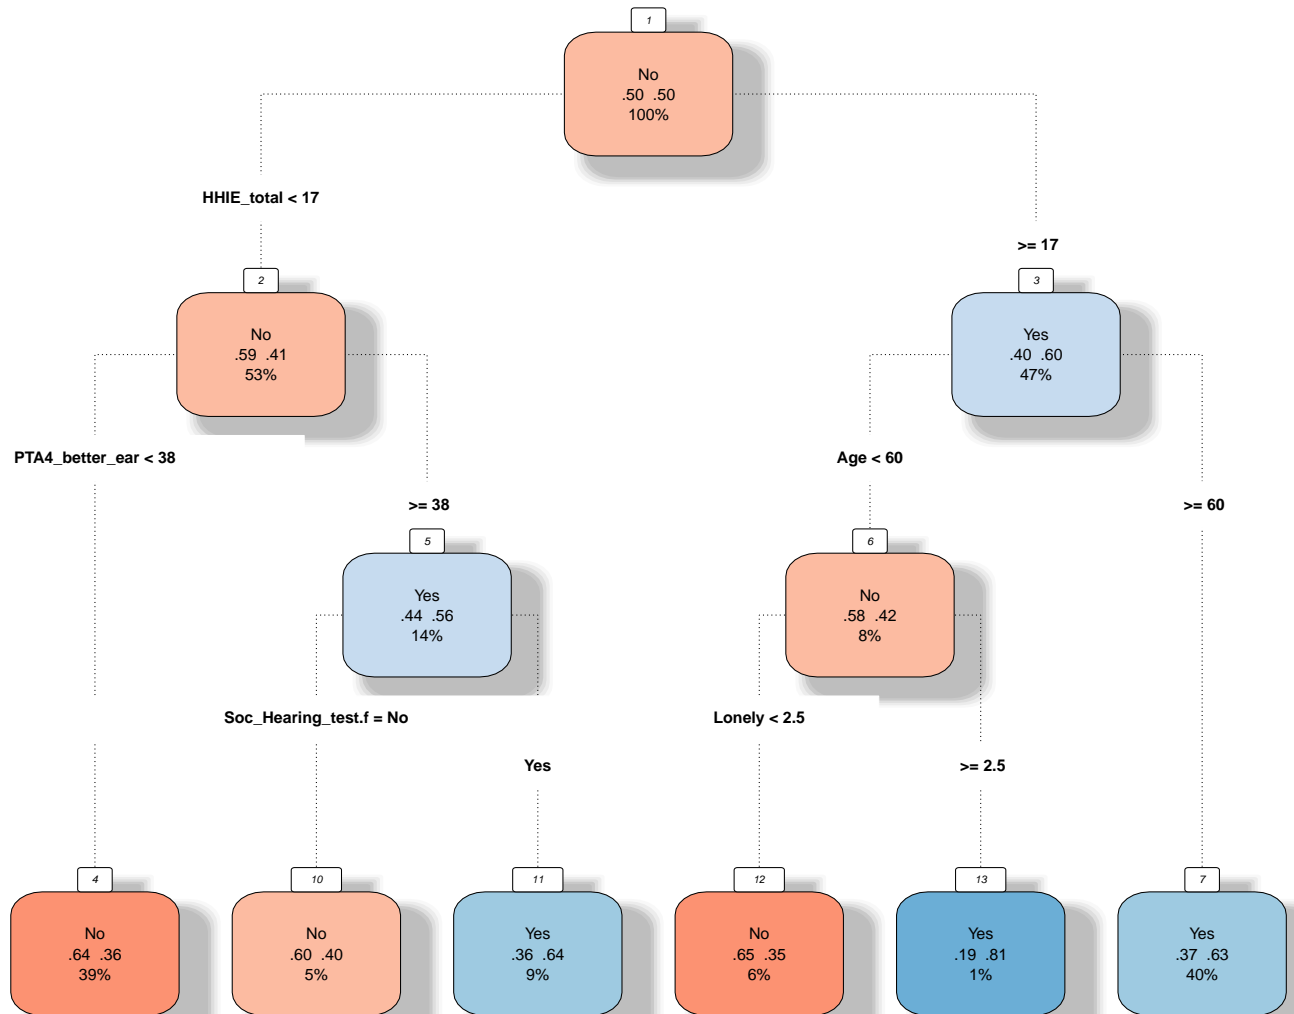 1
No
.50 .50
100%
HHIE_total < 17
>= 17
2
No
.59 .41
53%
3
Yes
.40 .60
47%
PTA4_better_ear < 38
>= 38
Age < 60
>= 60
5
Yes
.44 .56
14%
6
No
.58 .42
8%
Soc_Hearing_test.f = No
Yes
Lonely < 2.5
>= 2.5
4
No
.64 .36
39%
10
No
.60 .40
5%
11
Yes
.36 .64
9%
12
No
.65 .35
6%
13
Yes
.19 .81
1%
7
Yes
.37 .63
40%